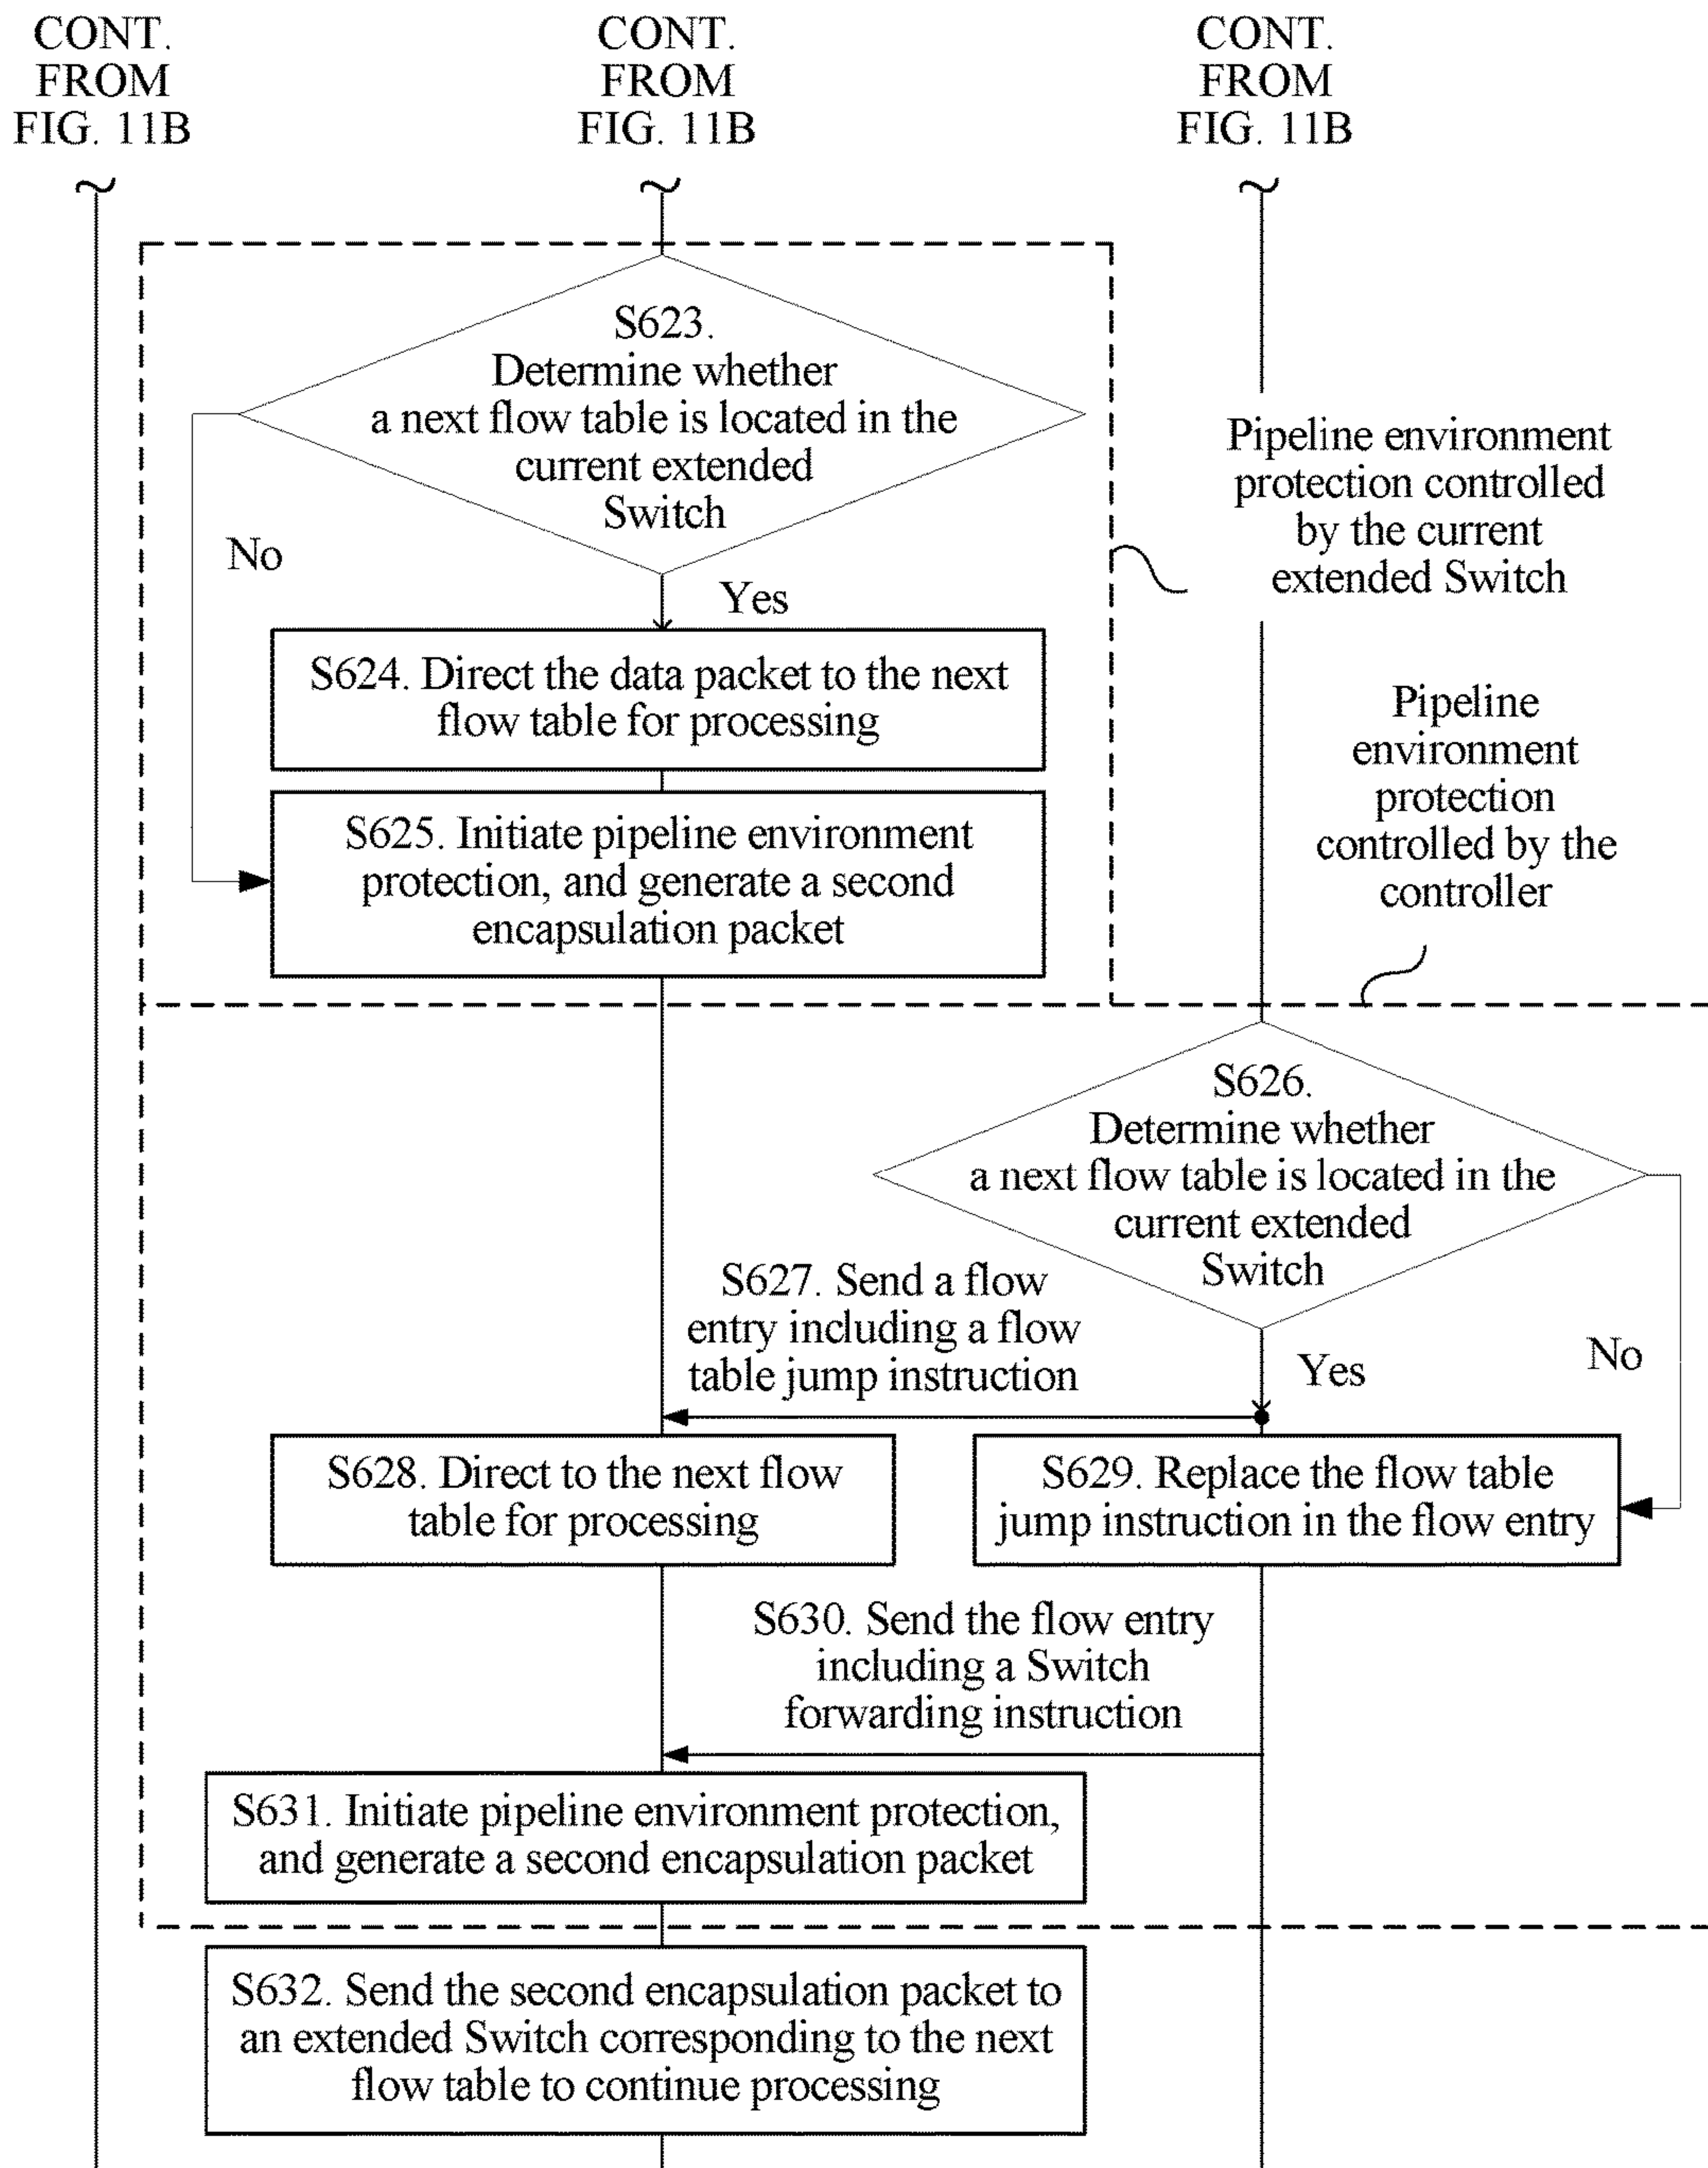 CONT.
FROM
FIG. 11B
CONT.
FROM
FIG. 11B
CONT.
FROM
FIG. 11B
S623.
Determine whether
a next flow table is located in the
current extended
Switch
No
Yes
Pipeline environment
protection controlled
by the current
extended Switch
S624. Direct the data packet to the next
flow table for processing
Pipeline
environment
protection
controlled by the
controller
S625. Initiate pipeline environment
protection, and generate a second
encapsulation packet
S626.
Determine whether
a next flow table is located in the
current extended
Switch
S627. Send a flow
entry including a flow
table jump instruction
Yes
No
S628. Direct to the next flow
table for processing
S629. Replace the flow table
jump instruction in the flow entry
S630. Send the flow entry
including a Switch
forwarding instruction
S631. Initiate pipeline environment protection,
and generate a second encapsulation packet
S632. Send the second encapsulation packet to
an extended Switch corresponding to the next
flow table to continue processing